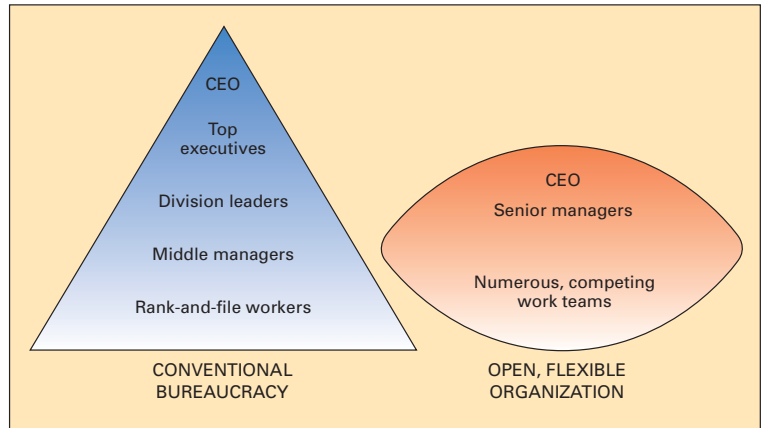 CEO
Top
executives
Division leaders
Middle managers
Rank-and-file workers
CONVENTIONAL
BUREAUCRACY
CEO
Senior managers
Numerous, competing
work teams
OPEN, FLEXIBLE
ORGANIZATION